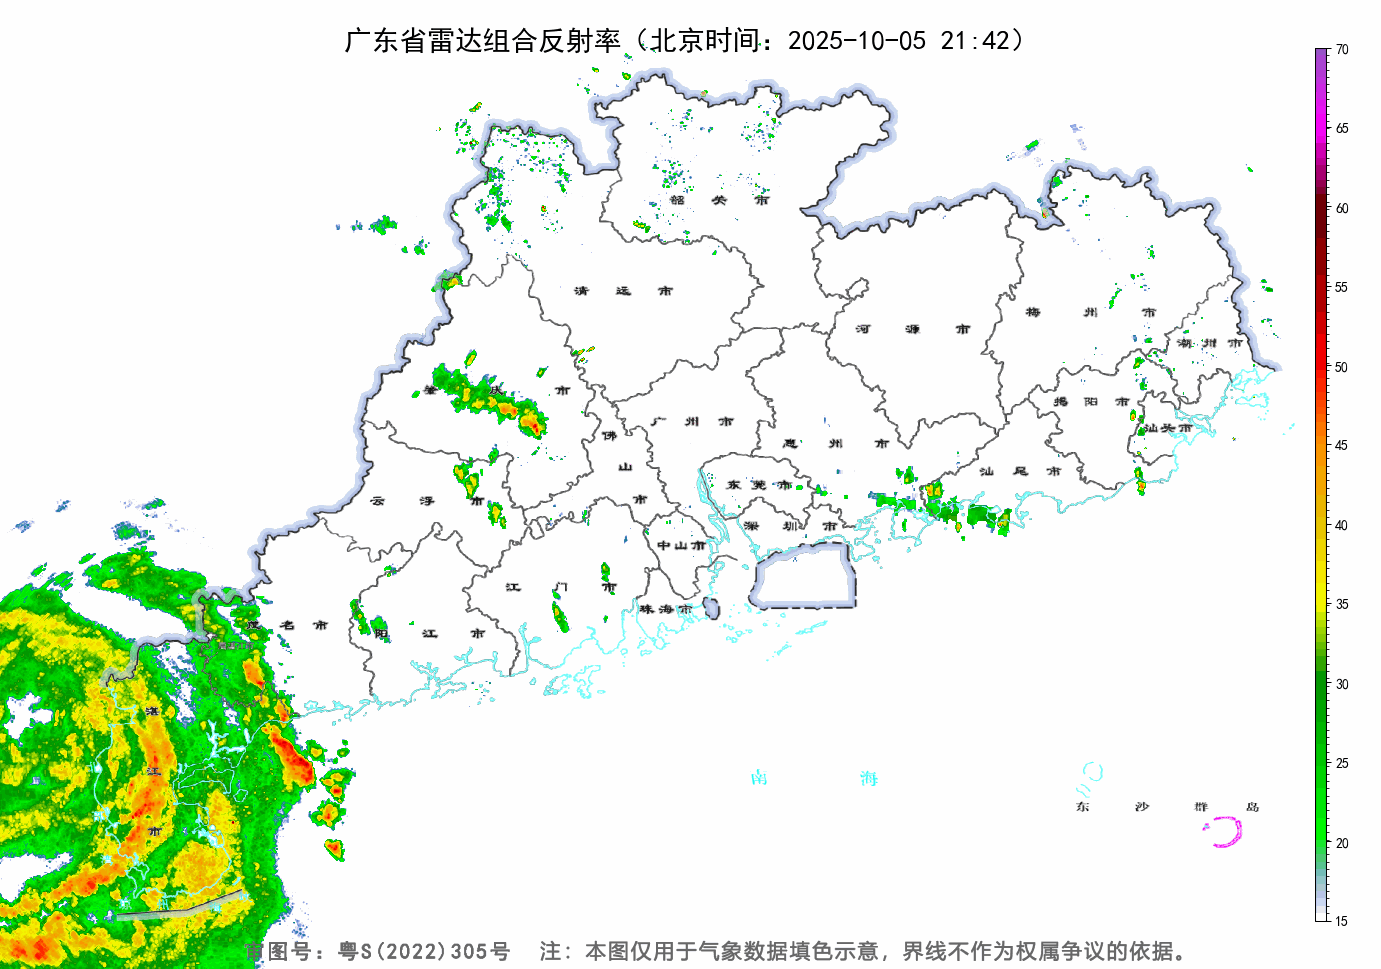 广东省雷达组合反射率（北京时间：2025-10-05 21:42）
70
65
60
55
50
45
40
35
30
25
20
15
韶 关 市
清 远 市
河 源 市
梅 州 市
潮 州 市
肇 庆 市
揭 阳 市
汕头市
广 州 市
佛 山 市
惠 州 市
汕 尾 市
云 浮 市
东 莞 市
深 圳 市
中山市
江 门 市
珠海市
茂 名 市
阳 江 市
湛 江 市
南 海
东 沙 群 岛
审图号：粤S(2022)305号 注：本图仅用于气象数据填色示意，界线不作为权属争议的依据。